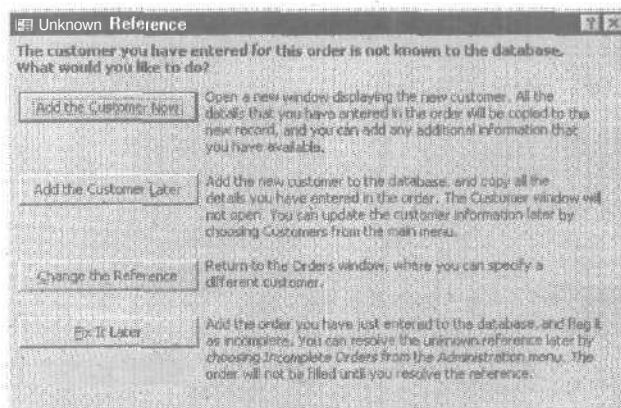 Unknown Reference
The customer you have entered for this order is not known to the database.
What would you like to do?
Add the Customer Now
Open a new window displaying the new customer. All the
details that you have entered in the order will be copied to the
new record, and you can add any additional information that
you have available.
Add the Customer Later
Add the new customer to the database, and copy all the
details you have entered in the order. The Customer window will
not open. You can update the customer information later by
choosing Customers from the main menu.
Change the Reference
Return to the Orders window, where you can specify a
different customer.
Fix It Later
Add the order you have just entered to the database, and flag it
as incomplete. You can resolve the unknown reference later by
choosing Incomplete Orders from the Administration menu. The
order will not be filled until you resolve the reference.